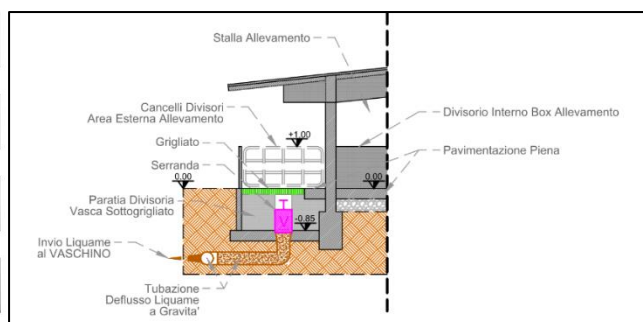 Stalla Allevamento
Cancelli Divisori
Area Esterna Allevamento
Grigliato
Serranda
+1.00
Divisorio Interno Box Allevamento
Pavimentazione Piena
0.00
0.00
Paratia Divisoria
Vasca Sottogrigliato
-0.85
V
Invio Liquame
al VASCHINO
Tubazione
Deflusso Liquame
a Gravita'